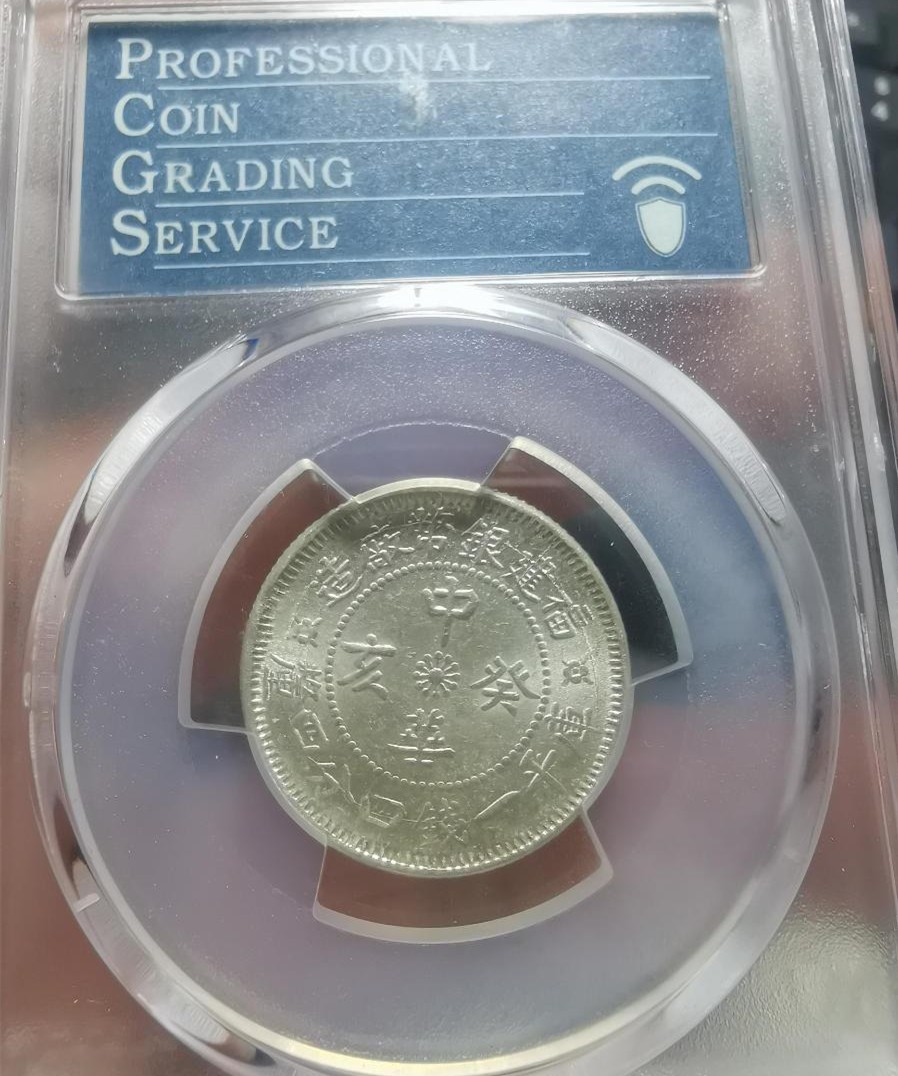 PROFESSIONAL
COIN
GRADING
SERVICE
福建銀幣廠造
中華
癸亥
庫平一錢四分四釐